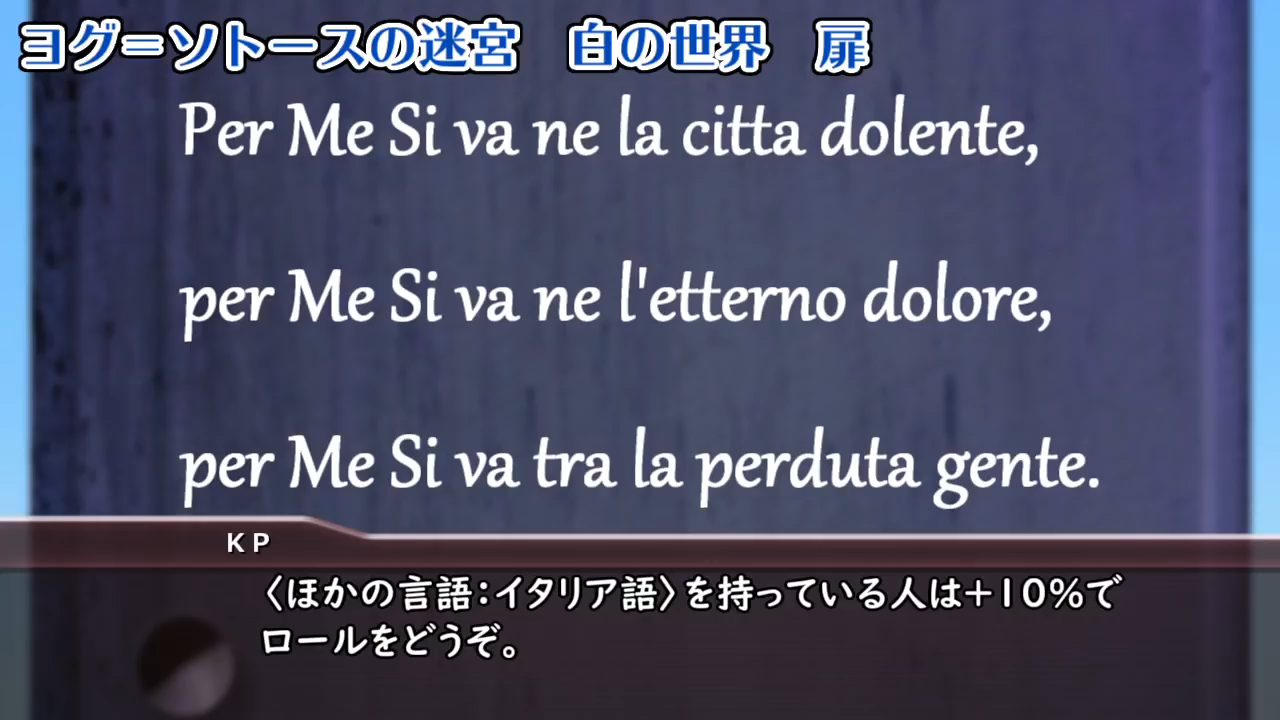 ヨグ=ソトースの迷宮　白の世界　扉
Per Me Si va ne la citta dolente,
per Me Si va ne l'etterno dolore,
per Me Si va tra la perduta gente.
KP
〈ほかの言語:イタリア語〉を持っている人は+10%で
ロールをどうぞ。